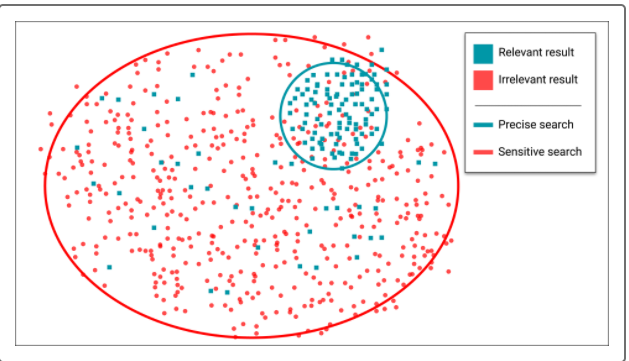 Relevant result
Irrelevant result
Precise search
Sensitive search